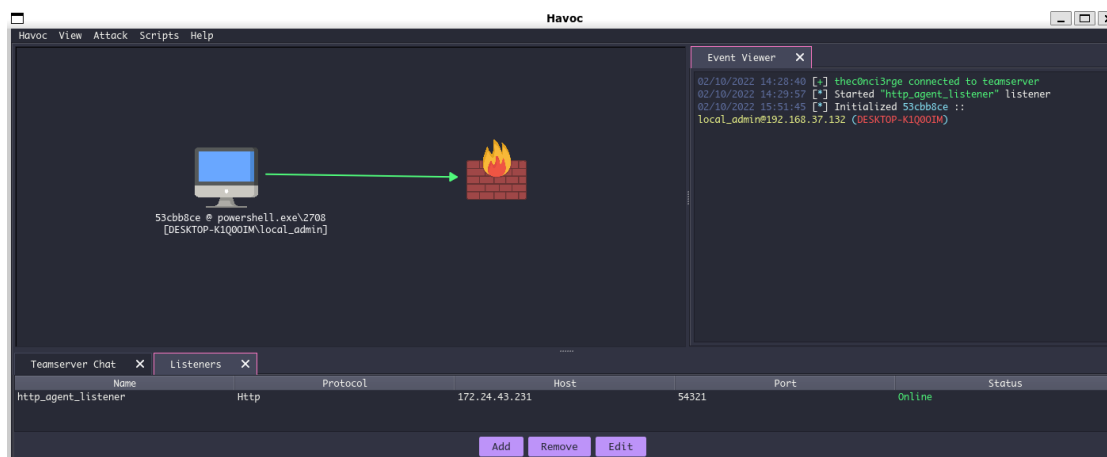 Havoc
Havoc View Attack Scripts Help
53cbb8ce @ powershell.exe\2708
[DESKTOP-K1Q0OIM\local_admin]
Event Viewer X
02/10/2022 14:28:40 [+] thec0nci3rge connected to teamserver
02/10/2022 14:29:57 [*] Started "http_agent_listener" listener
02/10/2022 15:51:45 [*] Initialized 53cbb8ce ::
local_admin@192.168.37.132 (DESKTOP-K1Q0OIM)
Teamserver Chat X Listeners X
Name Protocol Host Port Status
http_agent_listener Http 172.24.43.231 54321 Online
Add Remove Edit